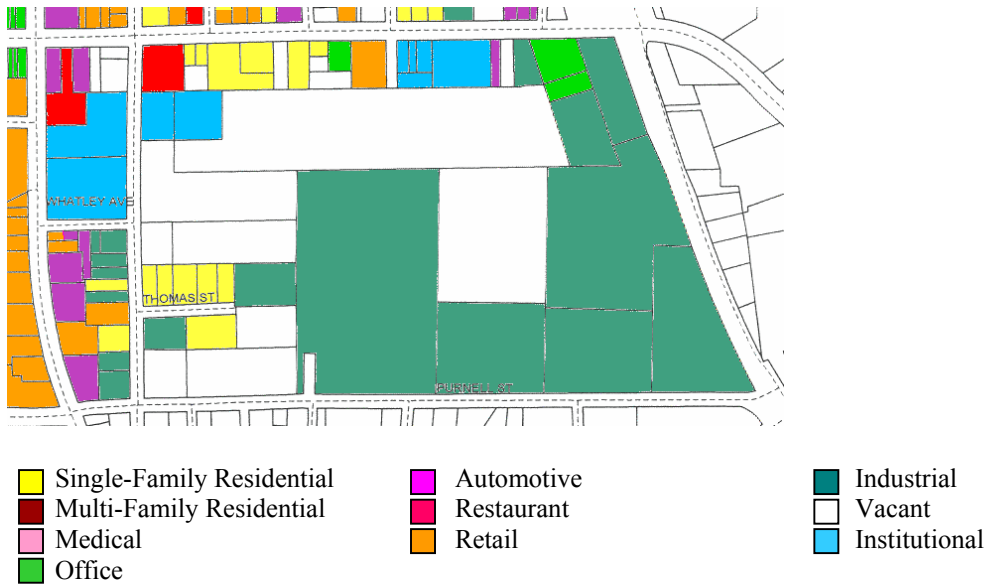 WHATLEY AVE
THOMAS ST
PURNELL ST
Single-Family Residential
Multi-Family Residential
Medical
Office
Automotive
Restaurant
Retail
Industrial
Vacant
Institutional